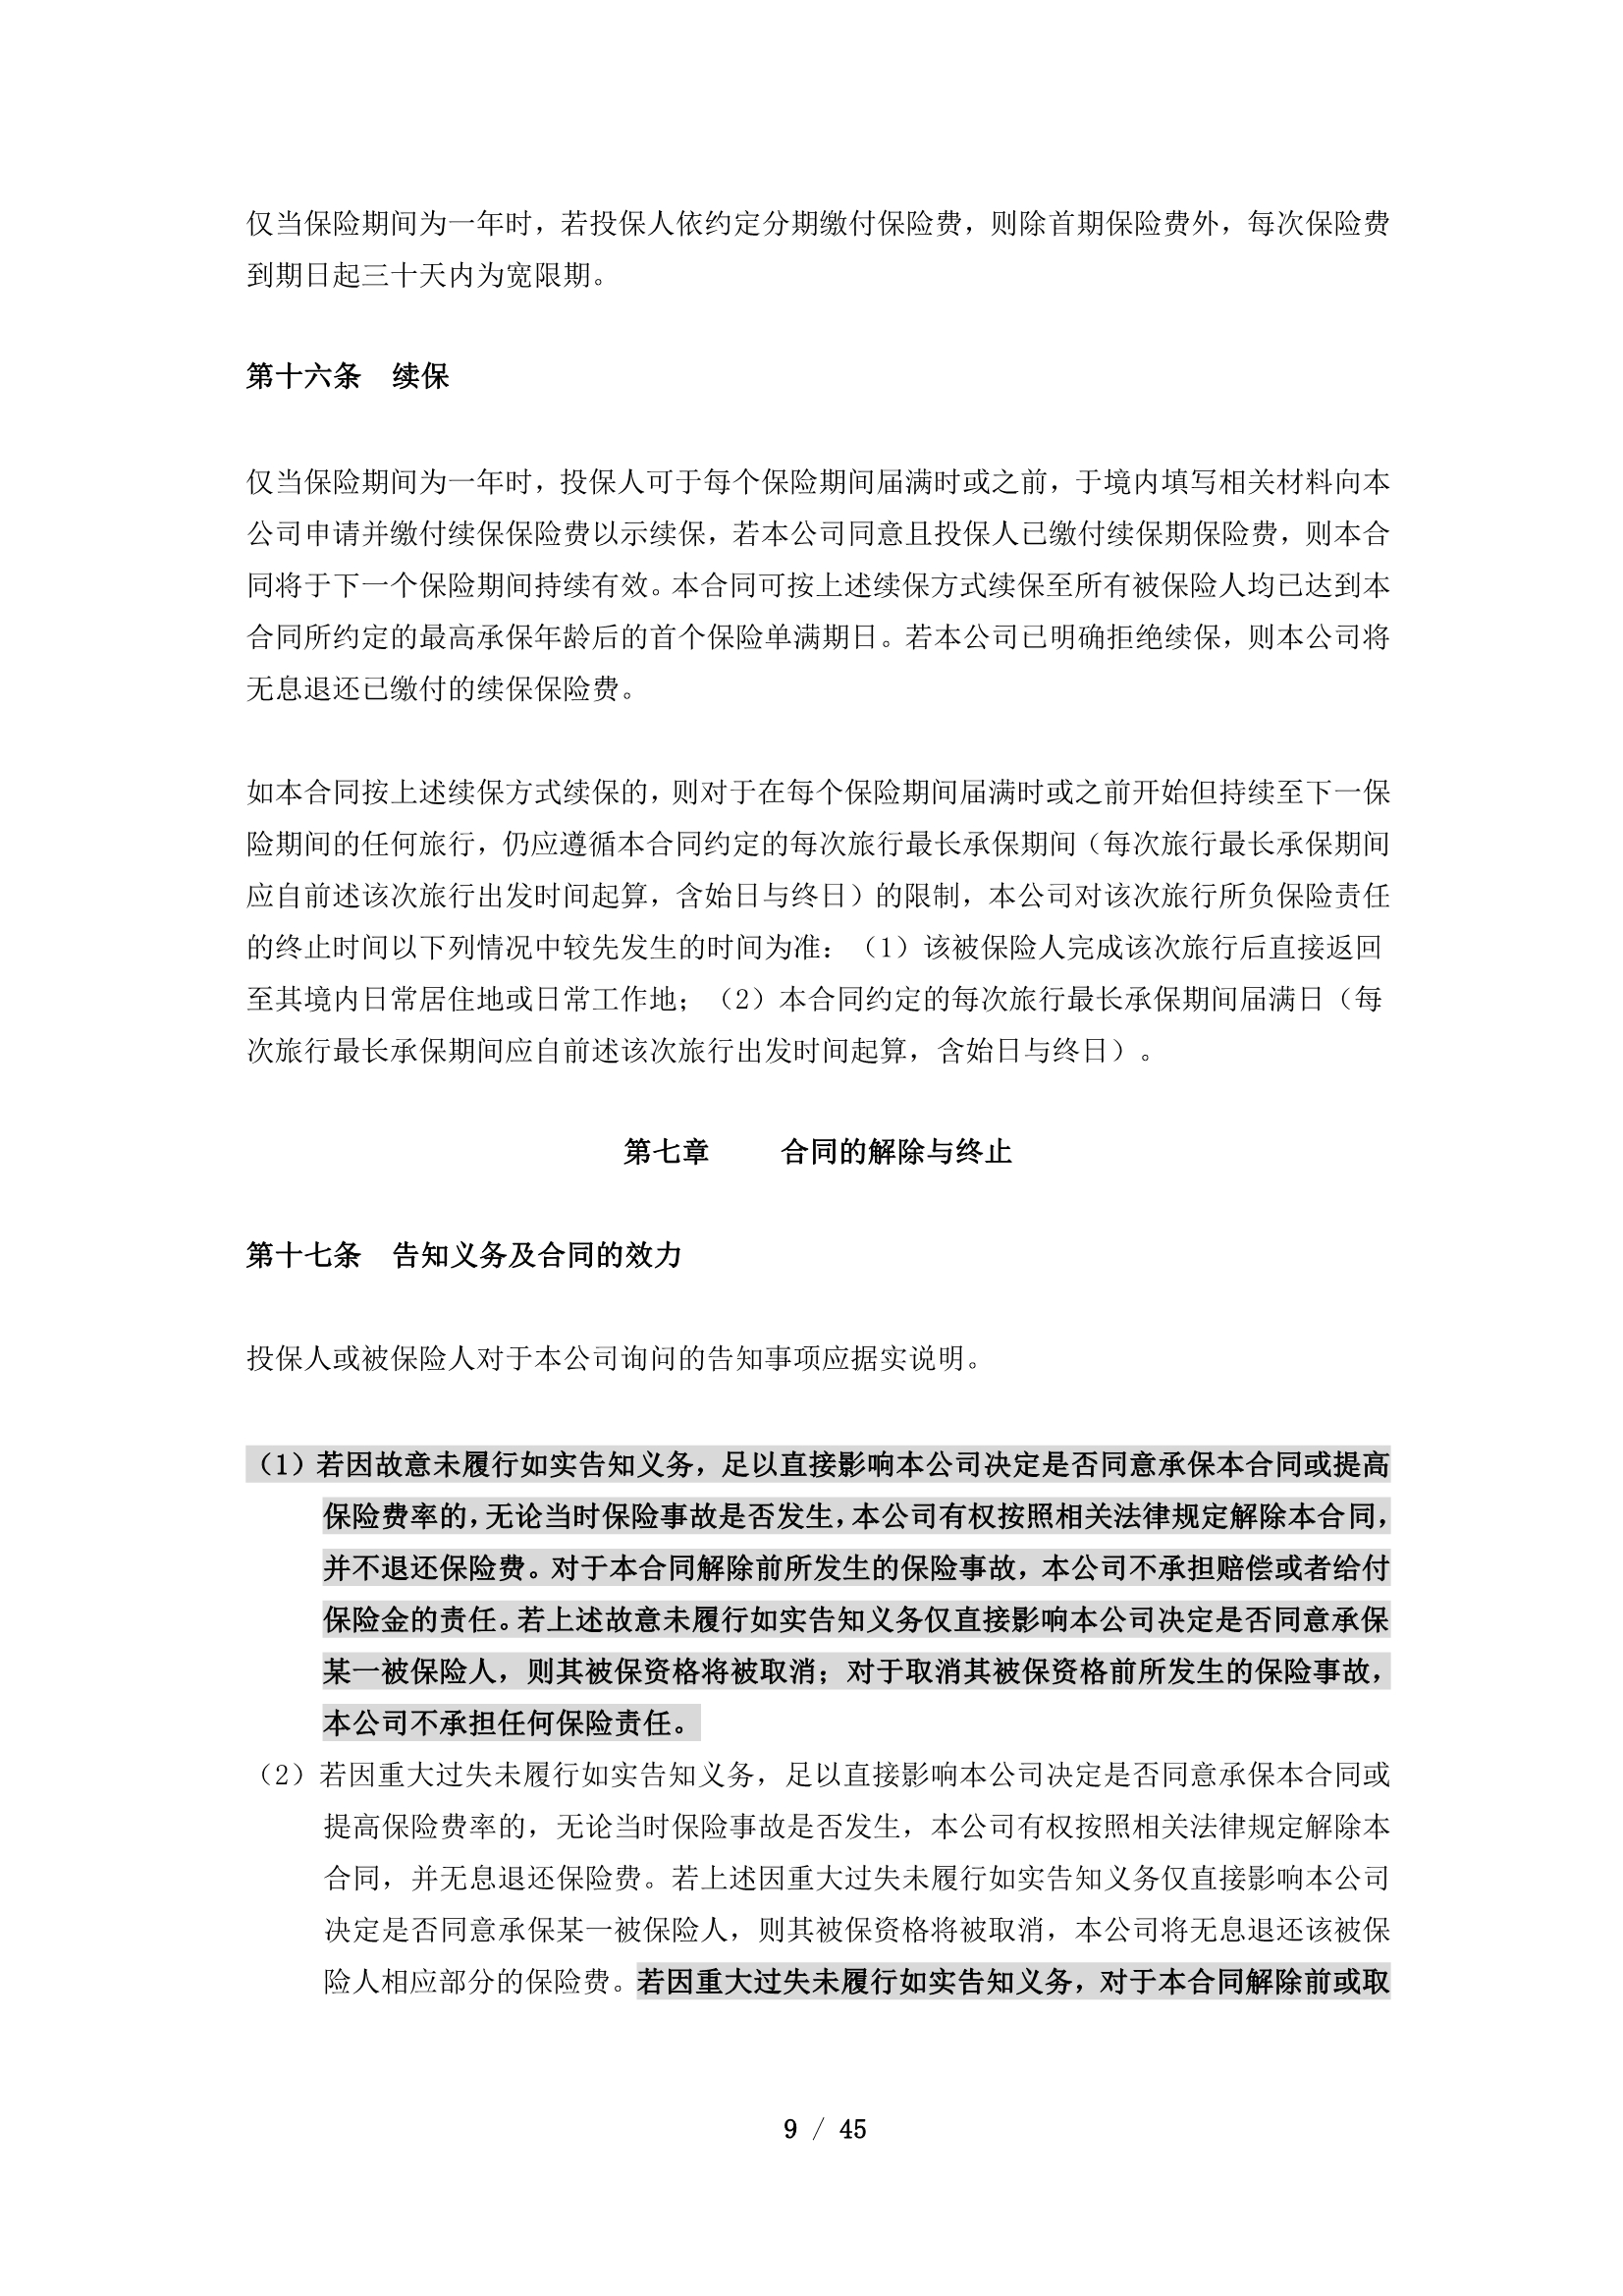 仅当保险期间为一年时，若投保人依约定分期缴付保险费，则除首期保险费外，每次保险费
到期日起三十天内为宽限期。
第十六条　续保
仅当保险期间为一年时，投保人可于每个保险期间届满时或之前，于境内填写相关材料向本
公司申请并缴付续保保险费以示续保，若本公司同意且投保人已缴付续保期保险费，则本合
同将于下一个保险期间持续有效。本合同可按上述续保方式续保至所有被保险人均已达到本
合同所约定的最高承保年龄后的首个保险单满期日。若本公司已明确拒绝续保，则本公司将
无息退还已缴付的续保保险费。
如本合同按上述续保方式续保的，则对于在每个保险期间届满时或之前开始但持续至下一保
险期间的任何旅行，仍应遵循本合同约定的每次旅行最长承保期间（每次旅行最长承保期间
应自前述该次旅行出发时间起算，含始日与终日）的限制，本公司对该次旅行所负保险责任
的终止时间以下列情况中较先发生的时间为准：（1）该被保险人完成该次旅行后直接返回
至其境内日常居住地或日常工作地；（2）本合同约定的每次旅行最长承保期间届满日（每
次旅行最长承保期间应自前述该次旅行出发时间起算，含始日与终日）。
第七章　　合同的解除与终止
第十七条　告知义务及合同的效力
投保人或被保险人对于本公司询问的告知事项应据实说明。
（1）若因故意未履行如实告知义务，足以直接影响本公司决定是否同意承保本合同或提高
保险费率的，无论当时保险事故是否发生，本公司有权按照相关法律规定解除本合同，
并不退还保险费。对于本合同解除前所发生的保险事故，本公司不承担赔偿或者给付
保险金的责任。若上述故意未履行如实告知义务仅直接影响本公司决定是否同意承保
某一被保险人，则其被保资格将被取消；对于取消其被保资格前所发生的保险事故，
本公司不承担任何保险责任。
（2）若因重大过失未履行如实告知义务，足以直接影响本公司决定是否同意承保本合同或
提高保险费率的，无论当时保险事故是否发生，本公司有权按照相关法律规定解除本
合同，并无息退还保险费。若上述因重大过失未履行如实告知义务仅直接影响本公司
决定是否同意承保某一被保险人，则其被保资格将被取消，本公司将无息退还该被保
险人相应部分的保险费。若因重大过失未履行如实告知义务，对于本合同解除前或取
9 / 45